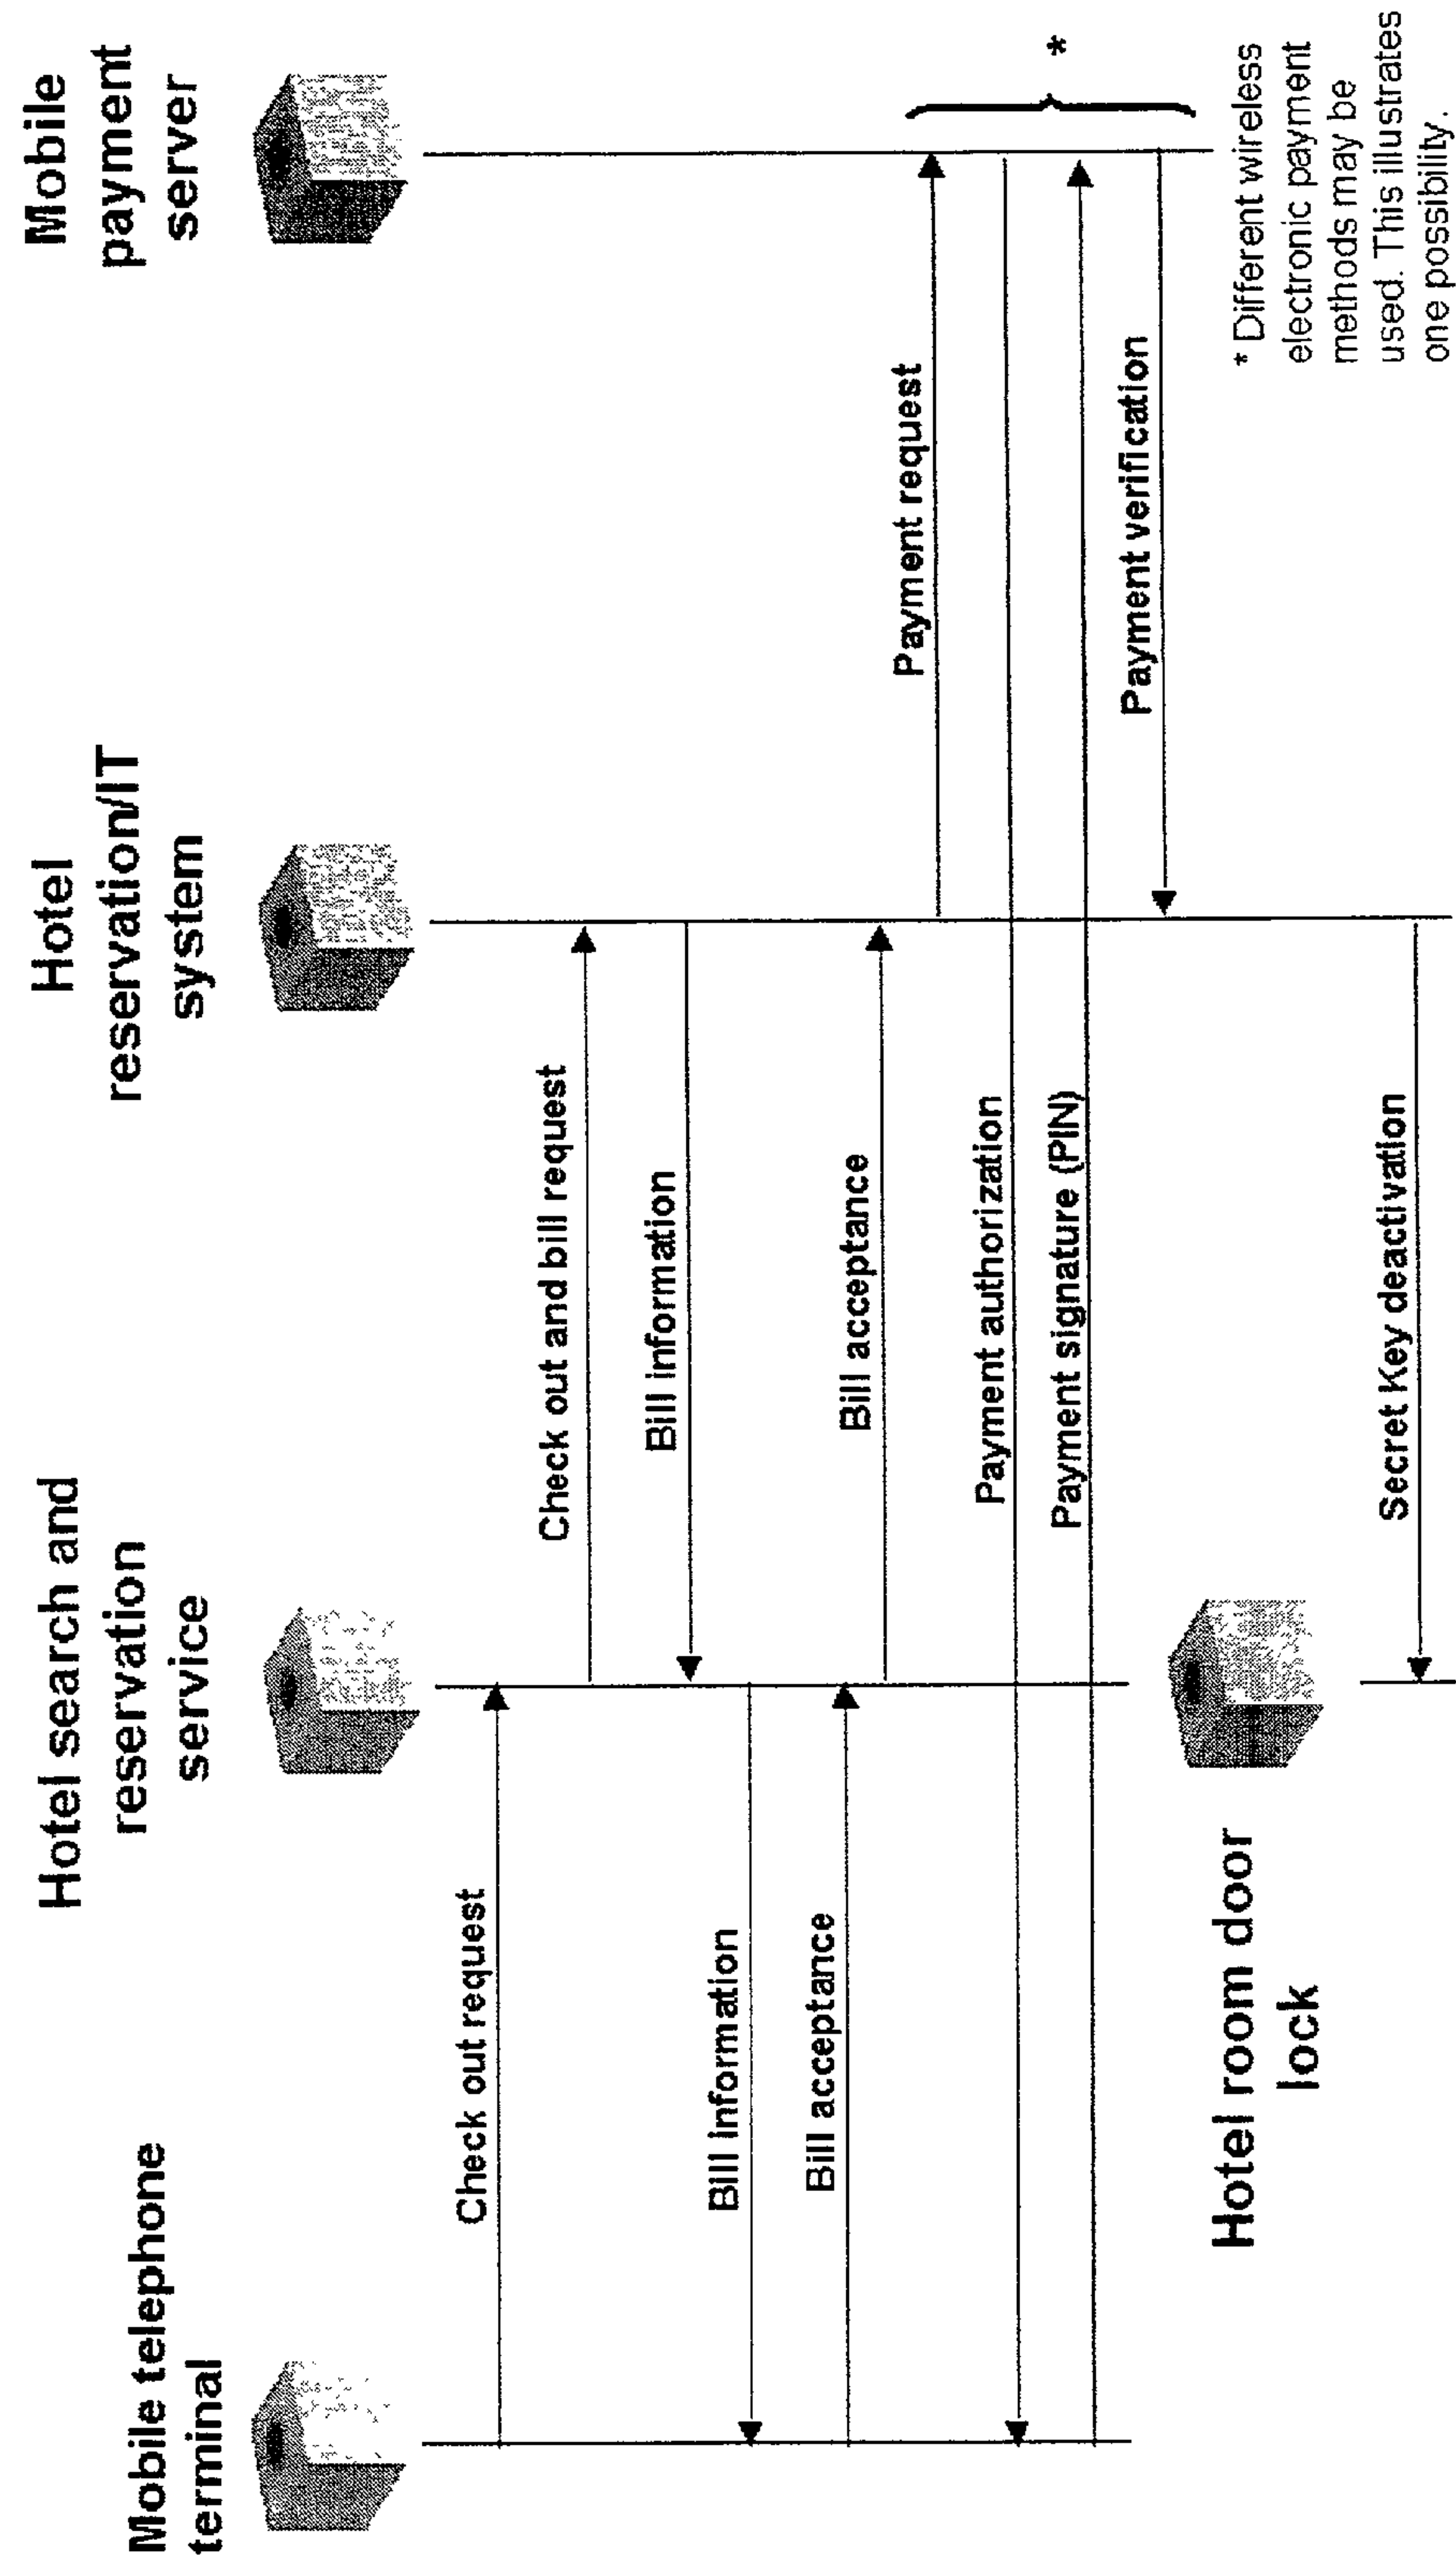 Mobile telephone
terminal
Hotel search and
reservation
service
Hotel
reservation/IT
system
Mobile
payment
server
Check out request
Check out and bill request
Bill information
Bill information
Bill acceptance
Bill acceptance
Payment request
Payment authorization
Payment signature (PIN)
Payment verification
*
Hotel room door
lock
* Different wireless
electronic payment
methods may be
used. This illustrates
one possibility.
Secret Key deactivation